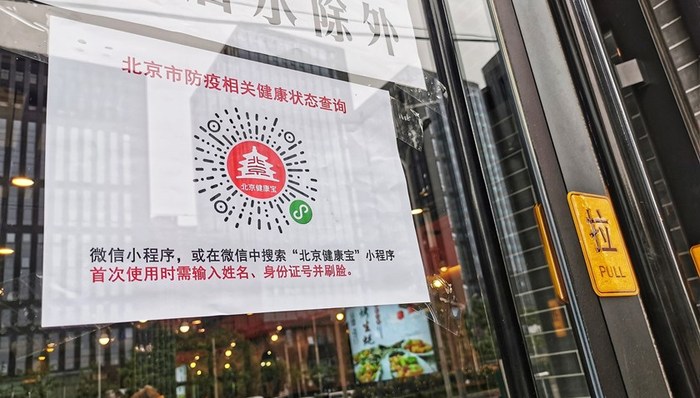 水除外
北京市防疫相关健康状态查询
北京健康宝
微信小程序，或在微信中搜索“北京健康宝”小程序
首次使用时需输入姓名、身份证号并刷脸。
拉
PULL